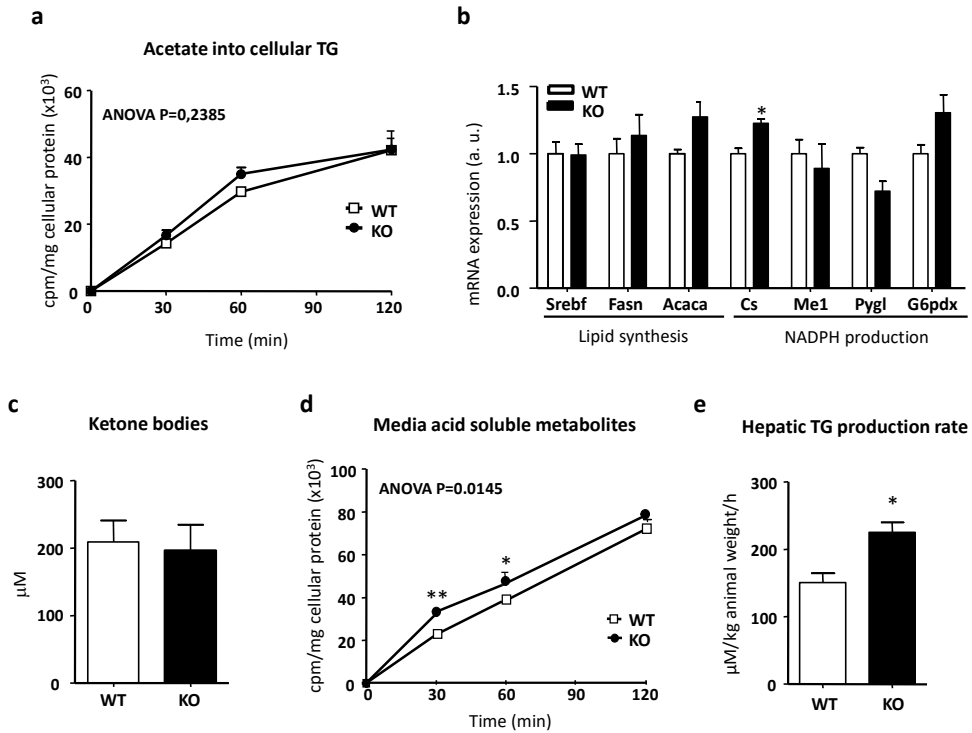 a
Acetate into cellular TG
cpm/mg cellular protein (x10³)
60
40
20
0
ANOVA P=0,2385
WT
KO
0 30 60 90 120
Time (min)
b
mRNA expression (a. u.)
1.5
1.0
0.5
0.0
WT
KO
*
Srebf Fasn Acaca Cs Me1 Pygl G6pdx
Lipid synthesis NADPH production
c
Ketone bodies
µM
300
200
100
0
WT KO
d
Media acid soluble metabolites
cpm/mg cellular protein (x10³)
100
80
60
40
20
0
ANOVA P=0.0145
**
*
WT
KO
0 30 60 120
Time (min)
e
Hepatic TG production rate
µM/kg animal weight/h
300
200
100
0
*
WT KO